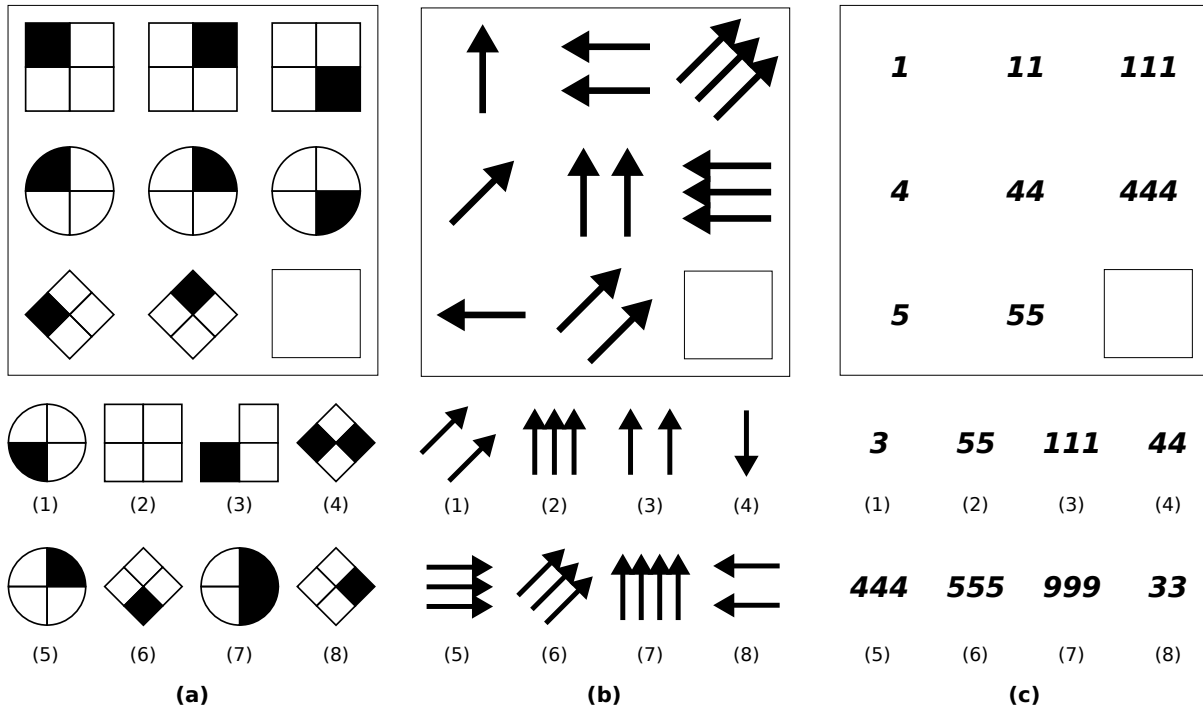 1 11 111
4 44 444
5 55
3 55 111 44
(1) (2) (3) (4) (1) (2) (3) (4) (1) (2) (3) (4)
444 555 999 33
(5) (6) (7) (8) (5) (6) (7) (8) (5) (6) (7) (8)
(a) (b) (c)